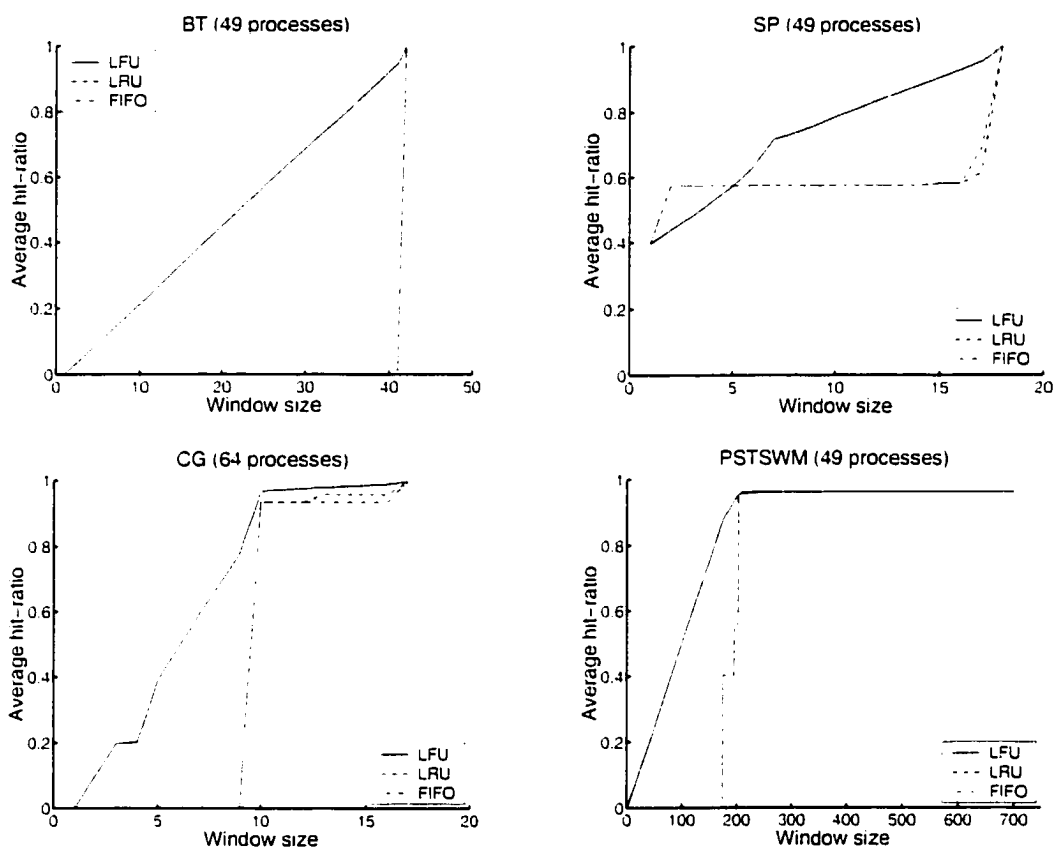 BT (49 processes)
1
0.8
0.6
0.4
0.2
0
Average hit-ratio
LFU
LRU
FIFO
0
10
20
30
40
50
Window size
SP (49 processes)
1
0.8
0.6
0.4
0.2
0
Average hit-ratio
LFU
LRU
FIFO
0
5
10
15
20
Window size
CG (64 processes)
1
0.8
0.6
0.4
0.2
0
Average hit-ratio
LFU
LRU
FIFO
0
5
10
15
20
Window size
PSTSWM (49 processes)
1
0.8
0.6
0.4
0.2
0
Average hit-ratio
LFU
LRU
FIFO
0
100
200
300
400
500
600
700
Window size